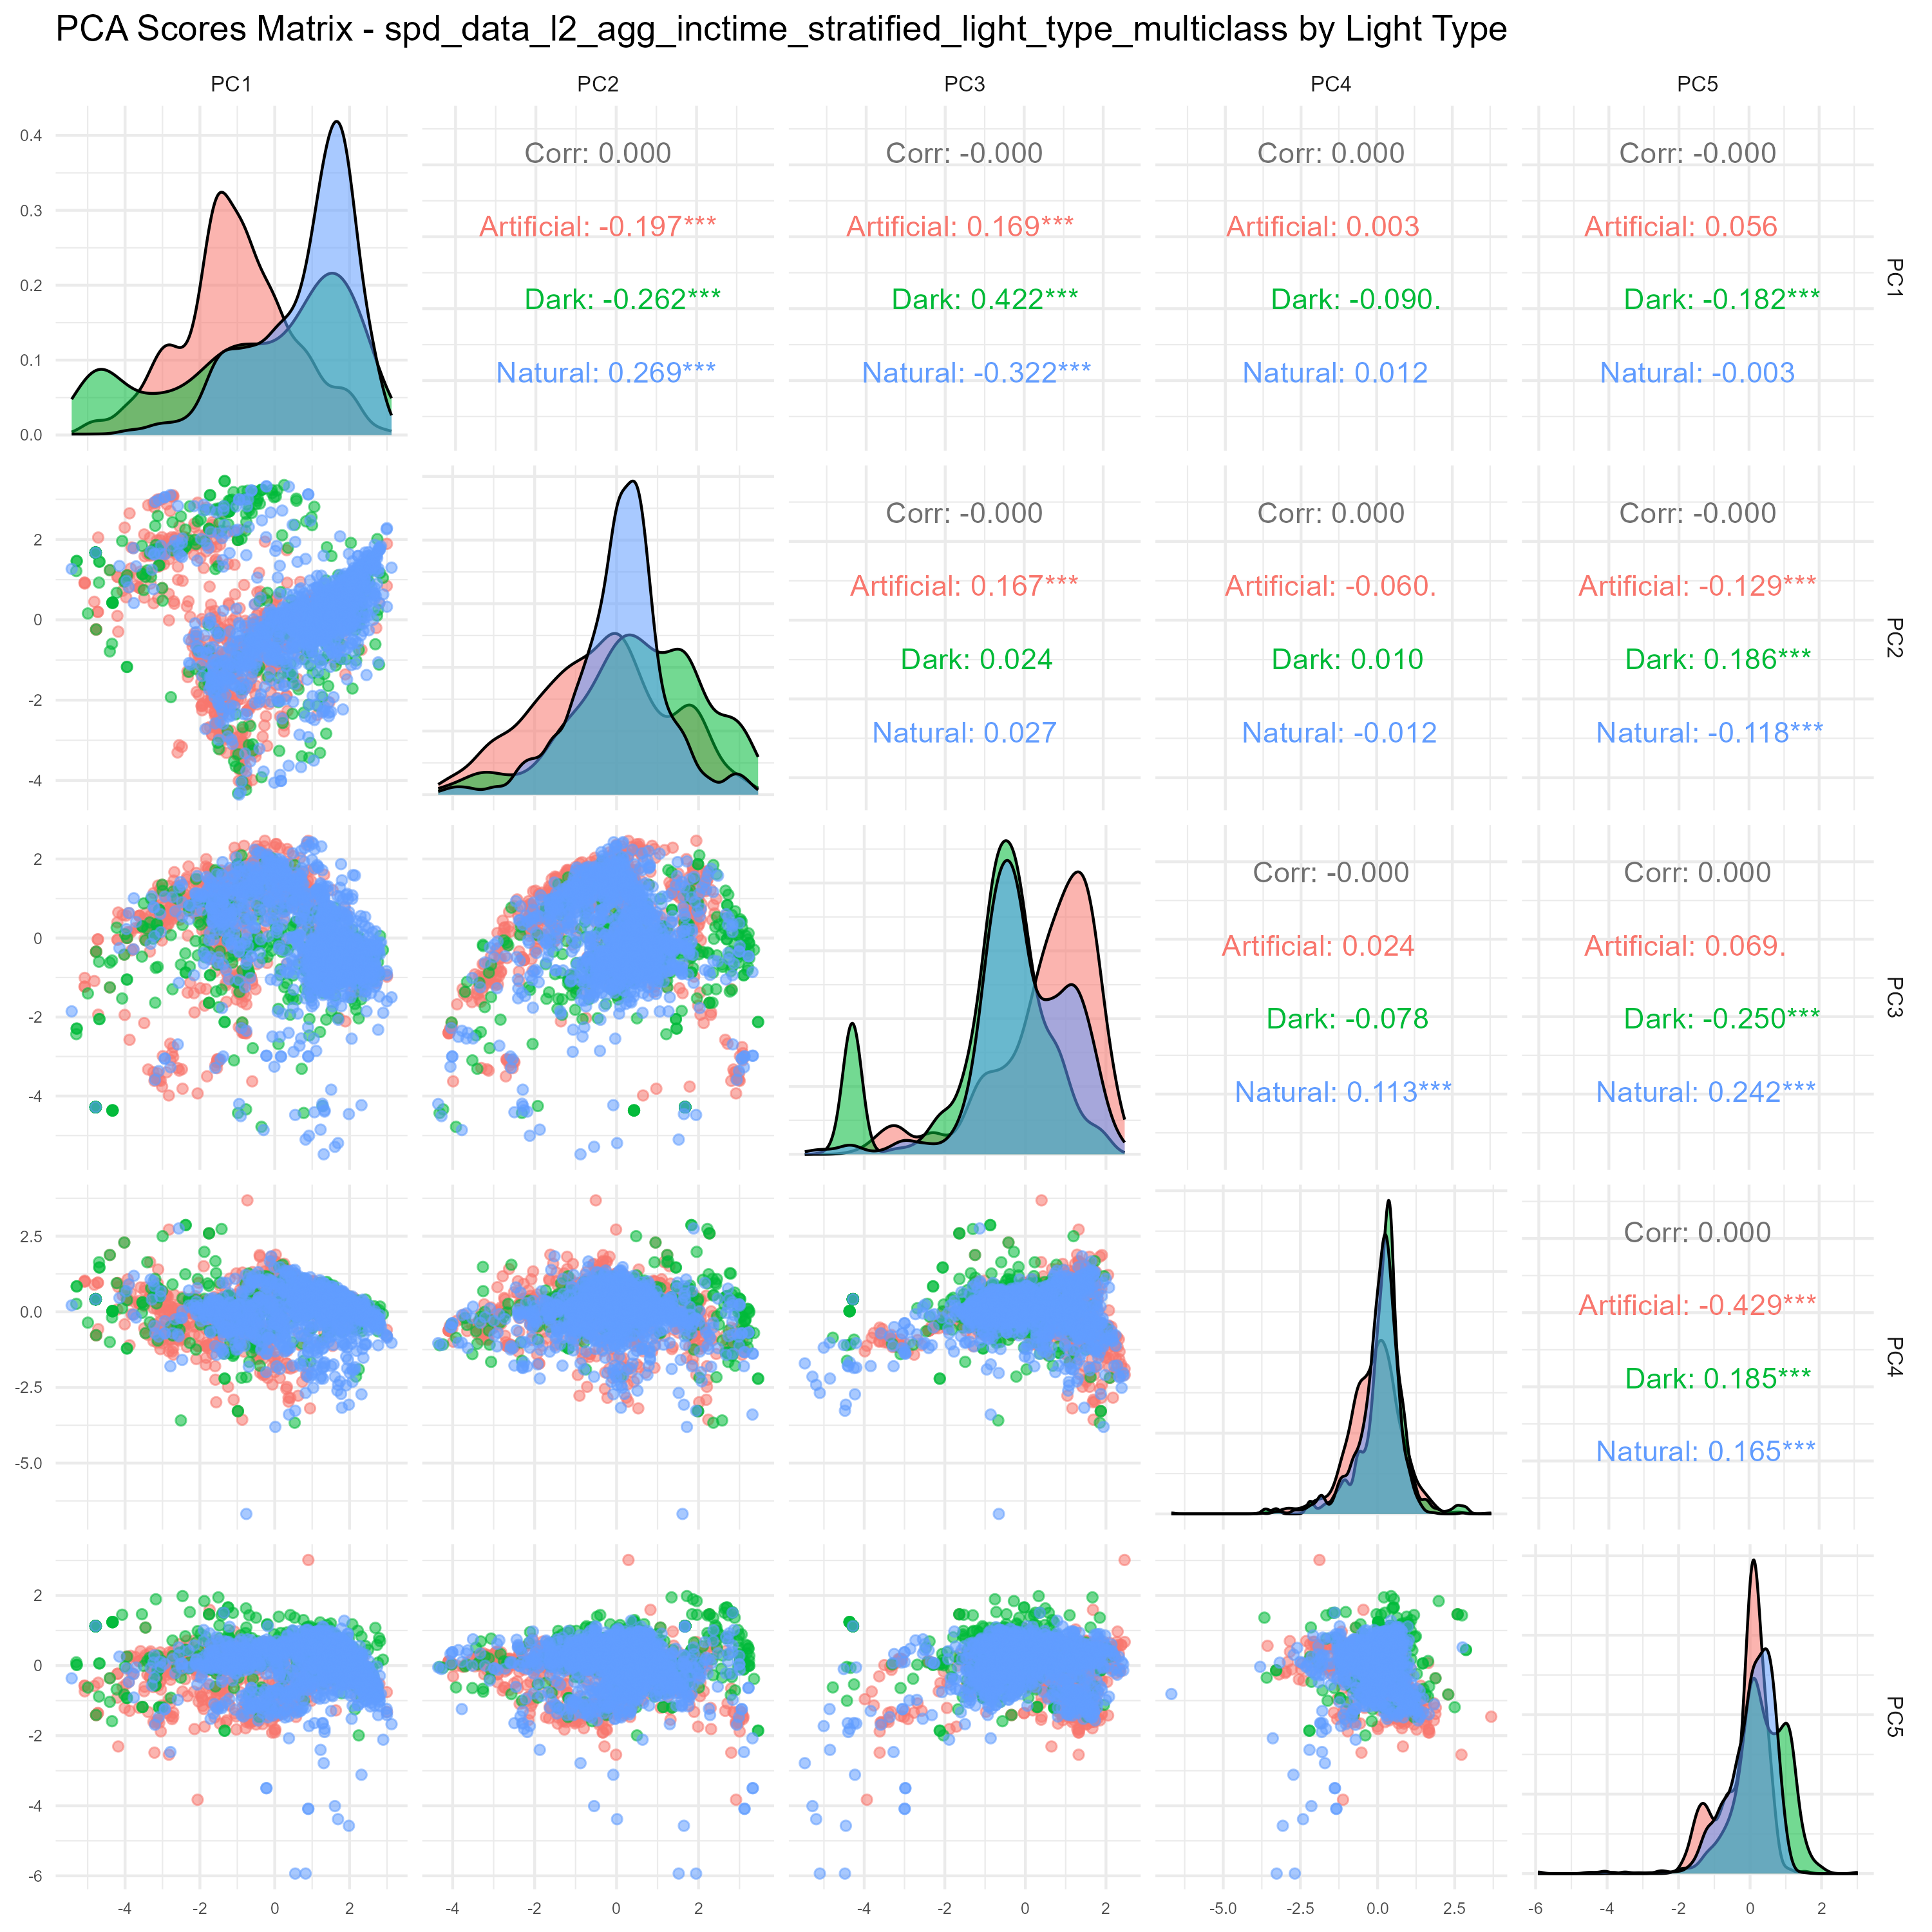 PCA Scores Matrix - spd_data_l2_agg_inctime_stratified_light_type_multiclass by Light Type
PC1 PC2 PC3 PC4 PC5
0.4
0.3
0.2
0.1
0.0
Corr: 0.000
Artificial: -0.197***
Dark: -0.262***
Natural: 0.269***
Corr: -0.000
Artificial: 0.169***
Dark: 0.422***
Natural: -0.322***
Corr: 0.000
Artificial: 0.003
Dark: -0.090.
Natural: 0.012
Corr: -0.000
Artificial: 0.056
Dark: -0.182***
Natural: -0.003
PC1
2
0
-2
-4
Corr: -0.000
Artificial: 0.167***
Dark: 0.024
Natural: 0.027
Corr: 0.000
Artificial: -0.060.
Dark: 0.010
Natural: -0.012
Corr: -0.000
Artificial: -0.129***
Dark: 0.186***
Natural: -0.118***
PC2
2
0
-2
-4
Corr: -0.000
Artificial: 0.024
Dark: -0.078
Natural: 0.113***
Corr: 0.000
Artificial: 0.069.
Dark: -0.250***
Natural: 0.242***
PC3
2.5
0.0
-2.5
-5.0
Corr: 0.000
Artificial: -0.429***
Dark: 0.185***
Natural: 0.165***
PC4
2
0
-2
-4
-6
PC5
-4 -2 0 2
-4 -2 0 2
-4 -2 0 2
-5.0 -2.5 0.0 2.5
-6 -4 -2 0 2